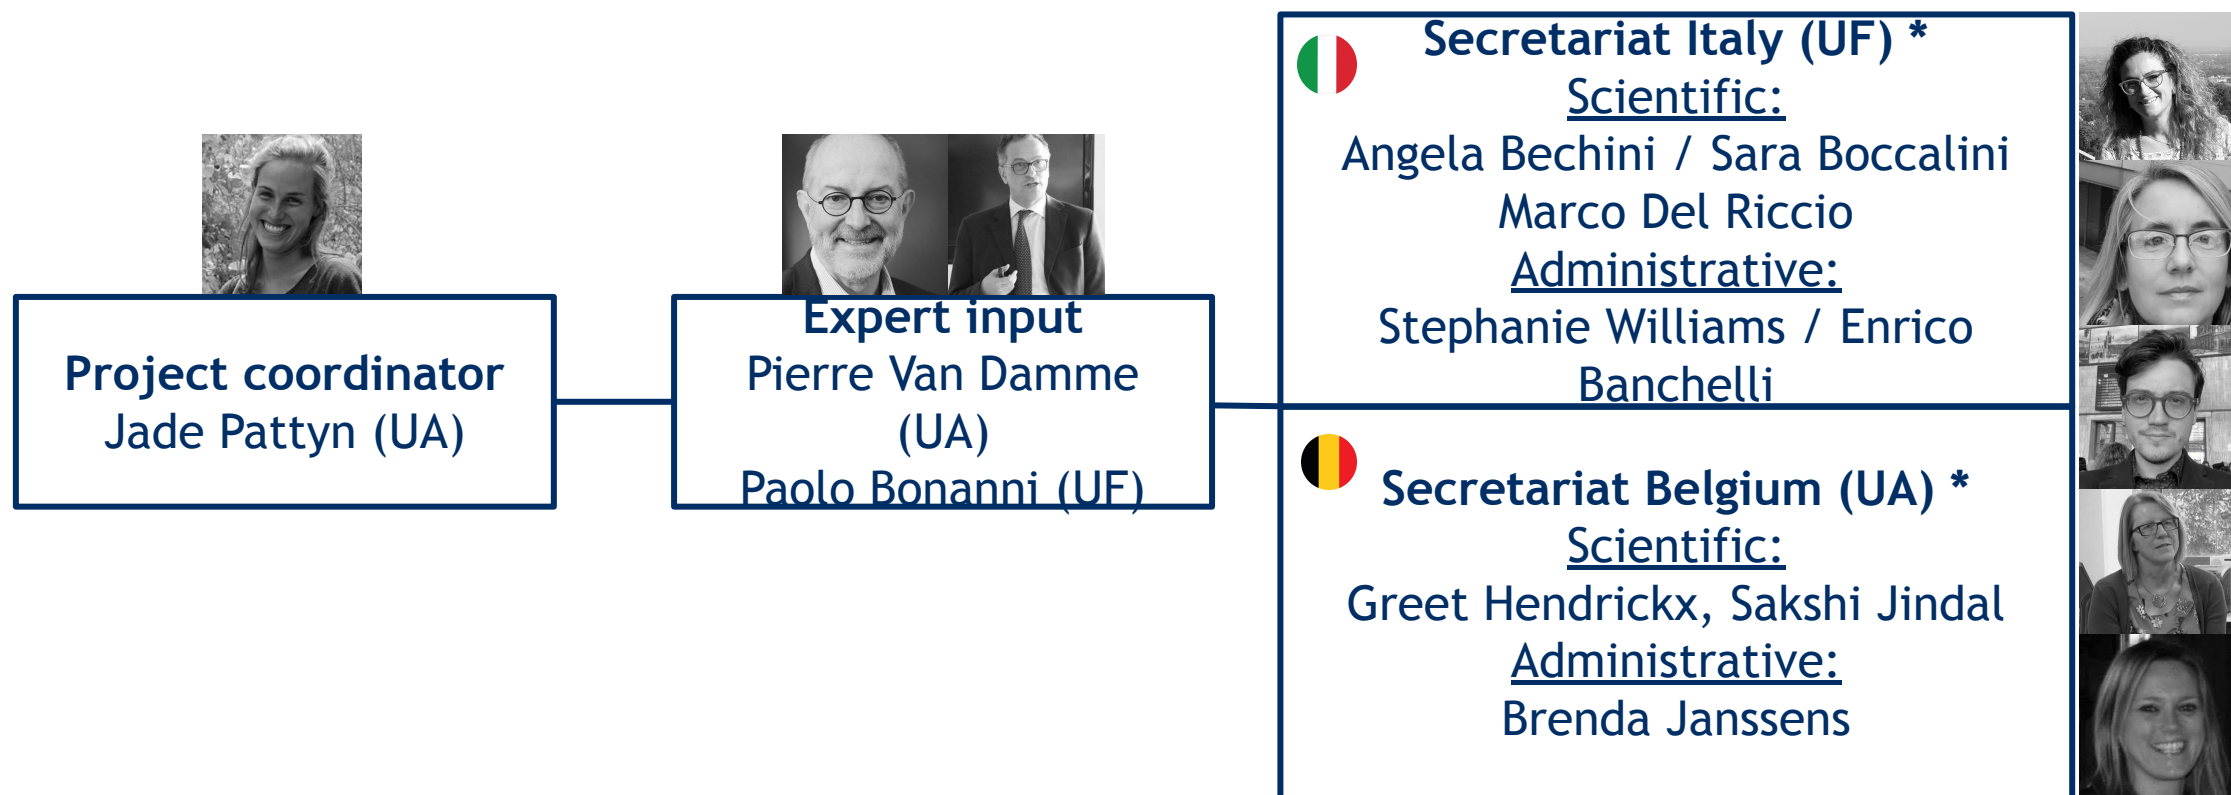 Project coordinator
Jade Pattyn (UA)
Expert input
Pierre Van Damme
(UA)
Paolo Bonanni (UF)
Secretariat Italy (UF) *
Scientific:
Angela Bechini / Sara Boccalini
Marco Del Riccio
Administrative:
Stephanie Williams / Enrico
Banchelli
Secretariat Belgium (UA) *
Scientific:
Greet Hendrickx, Sakshi Jindal
Administrative:
Brenda Janssens